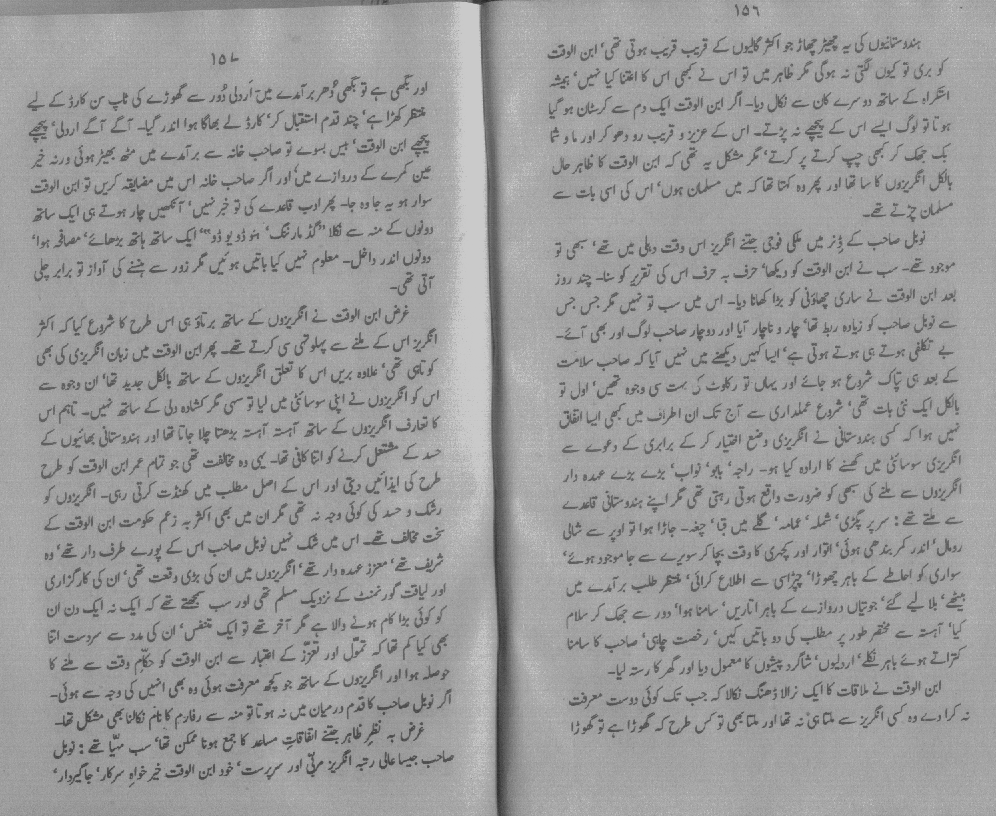 ۱۵۶
ہندوستانیوں کی یہ چھیڑ چھاڑ جو اکثر گالیوں کے قریب قریب ہوتی تھی، ابن الوقت
کو بری تو کیوں لگتی نہ ہوگی مگر ظاہر میں تو اس نے کبھی اس کا اعتنا کیا نہیں، ہمیشہ
استکراہ کے ساتھ دوسرے کان سے نکال دیا۔ اگر ابن الوقت ایک دم سے کرسٹان ہو گیا
ہوتا تو لوگ ایسے اس کے پیچھے نہ پڑتے۔ اس کے عزیز و قریب رو دھو کر اور ما و شما
بک جھک کر کبھی چپ کرتے پر کرتے، مگر مشکل یہ تھی کہ ابن الوقت کا ظاہر حال
بالکل انگریزوں کا سا تھا اور پھر وہ کہتا تھا کہ میں مسلمان ہوں، اس کی اسی بات سے
مسلمان چڑتے تھے۔
نوبل صاحب کے ڈنر میں ملکی فوجی جتنے انگریز اس وقت دہلی میں تھے، سبھی تو
موجود تھے۔ سب نے ابن الوقت کو دیکھا، حرف بہ حرف اس کی تقریر کو سنا۔ چند روز
بعد ابن الوقت نے ساری چھاؤنی کو بڑا کھانا دیا۔ اس میں سب تو نہیں مگر جس جس
سے نوبل صاحب کو زیادہ ربط تھا، چار و ناچار آیا اور دوچار صاحب لوگ اور بھی آئے۔
بے تکلفی ہوتے ہی ہوتے ہوتی ہے، ایسا کہیں دیکھنے میں نہیں آیا کہ صاحب سلامت
کے بعد ہی تپاک شروع ہو جائے اور یہاں تو رکاوٹ کی بہت سی وجوہ تھیں، اول تو
بالکل ایک نئی بات تھی، شروع عملداری سے آج تک ان اطراف میں کبھی ایسا اتفاق
نہیں ہوا کہ کسی ہندوستانی نے انگریزی وضع اختیار کر کے برابری کے دعوے سے
انگریزی سوسائٹی میں گھسنے کا ارادہ کیا ہو۔ راجہ، بابو، نواب، بڑے بڑے عہدہ دار
انگریزوں سے ملنے کی سبھی کو ضرورت واقع ہوتی رہتی تھی مگر اپنے ہندوستانی قاعدے
سے ملتے تھے: سر پر پگڑی، شملہ، عمامہ، گلے میں قبا، چغہ۔ جاڑا ہوا تو اوپر سے شالی
رومال، اندر کمر بندھی ہوئی، اتوار اور کچہری کا وقت بچا کر سویرے سے جا موجود ہوئے،
سواری کو احاطے کے باہر چھوڑا، چپڑاسی سے اطلاع کرائی، منتظر طلب برآمدے میں
بیٹھے، بلا لیے گئے، جوتیاں دروازے کے باہر اتاریں، سامنا ہوا، دور سے جھک کر سلام
کیا، آہستہ سے مختصر طور پر مطلب کی دو باتیں کیں، رخصت چاہی، صاحب کا سامنا
کتراتے ہوئے باہر نکلے، اردلیوں، شاگرد پیشوں کا معمول دیا اور گھر کا رستہ لیا۔
ابن الوقت نے ملاقات کا ایک نرالا ڈھنگ نکالا کہ جب تک کوئی دوست معرفت
نہ کرا دے وہ کسی انگریز سے ملتا ہی نہ تھا اور ملتا بھی تو کس طرح کہ گھوڑا ہے تو گھوڑا
۱۵۷
اور بگھی ہے تو بگھی دُھر برآمدے میں۔ اَردلی دُور سے گھوڑے کی ٹاپ سن کارڈ کے لیے
منتظر کھڑا ہے، چند قدم استقبال کر، کارڈ لے بھاگا ہوا اندر گیا۔ آگے آگے اردلی، پیچھے
پیچھے ابن الوقت، بیس بسوے تو صاحب خانہ سے برآمدے میں مٹھ بھیڑ ہوئی ورنہ خیر
عین کمرے کے دروازے میں، اور اگر صاحب خانہ اس میں مضایقہ کریں تو ابن الوقت
سوار ہو یہ جا وہ جا۔ پھر ادب قاعدے کی تو خیر نہیں، آنکھیں چار ہوتے ہی ایک ساتھ
دونوں کے منہ سے نکلا ”گڈ مارننگ، ہؤ ڈو یو ڈو“، ایک ساتھ ہاتھ بڑھائے، مصافحہ ہوا،
دونوں اندر داخل۔ معلوم نہیں کیا باتیں ہوئیں مگر زور سے ہنسنے کی آواز تو برابر چلی
آتی تھی۔
غرض ابن الوقت نے انگریزوں کے ساتھ برتاؤ ہی اس طرح کا شروع کیا کہ اکثر
انگریز اس کے ملنے سے پہلو تہی سی کرتے تھے۔ پھر ابن الوقت میں زبان انگریزی کی بھی
کوتاہی تھی، علاوہ بریں اس کا تعلق انگریزوں کے ساتھ بالکل جدید تھا، ان وجوہ سے
اس کو انگریزوں نے اپنی سوسائٹی میں لیا تو سہی مگر کشادہ دلی کے ساتھ نہیں۔ تاہم اس
کا تعارف انگریزوں کے ساتھ آہستہ آہستہ بڑھتا چلا جاتا تھا اور ہندوستانی بھائیوں کے
حسد کے مشتعل کرنے کو اتنا کافی تھا۔ یہی وہ مخالفت تھی جو تمام عمر ابن الوقت کو طرح
طرح کی ایذائیں دیتی اور اس کے اصل مطلب میں کھنڈت کرتی رہی۔ انگریزوں کو
رشک و حسد کی کوئی وجہ نہ تھی مگر ان میں بھی اکثر بہ زعم حکومت ابن الوقت کے
سخت مخالف تھے۔ اس میں شک نہیں نوبل صاحب اس کے پورے طرف دار تھے، وہ
شریف تھے، معزز عہدہ دار تھے، انگریزوں میں ان کی بڑی وقعت تھی، ان کی کارگزاری
اور لیاقت گورنمنٹ کے نزدیک مسلم تھی اور سب سمجھتے تھے کہ ایک نہ ایک دن ان
کو کوئی بڑا کام ہونے والا ہے مگر آخر تھے تو ایک متنفس، ان کی مدد سے سردست اتنا
بھی کیا کم تھا کہ تموّل اور تعزّز کے اعتبار سے ابن الوقت کو حکّامِ وقت سے ملنے کا
حوصلہ ہوا اور انگریزوں کے ساتھ جو کچھ معرفت ہوئی وہ بھی انہیں کی وجہ سے ہوئی۔
اگر نوبل صاحب کا قدم درمیان میں نہ ہوتا تو منہ سے رفارمر کا نام نکالنا بھی مشکل تھا۔
غرض بہ نظرِ ظاہر جتنے اتفاقاتِ مساعد کا جمع ہونا ممکن تھا، سب مہیّا تھے: نوبل
صاحب جیسا عالی رتبہ انگریز مربّی اور سرپرست، خود ابن الوقت خیر خواہِ سرکار، جاگیردار،